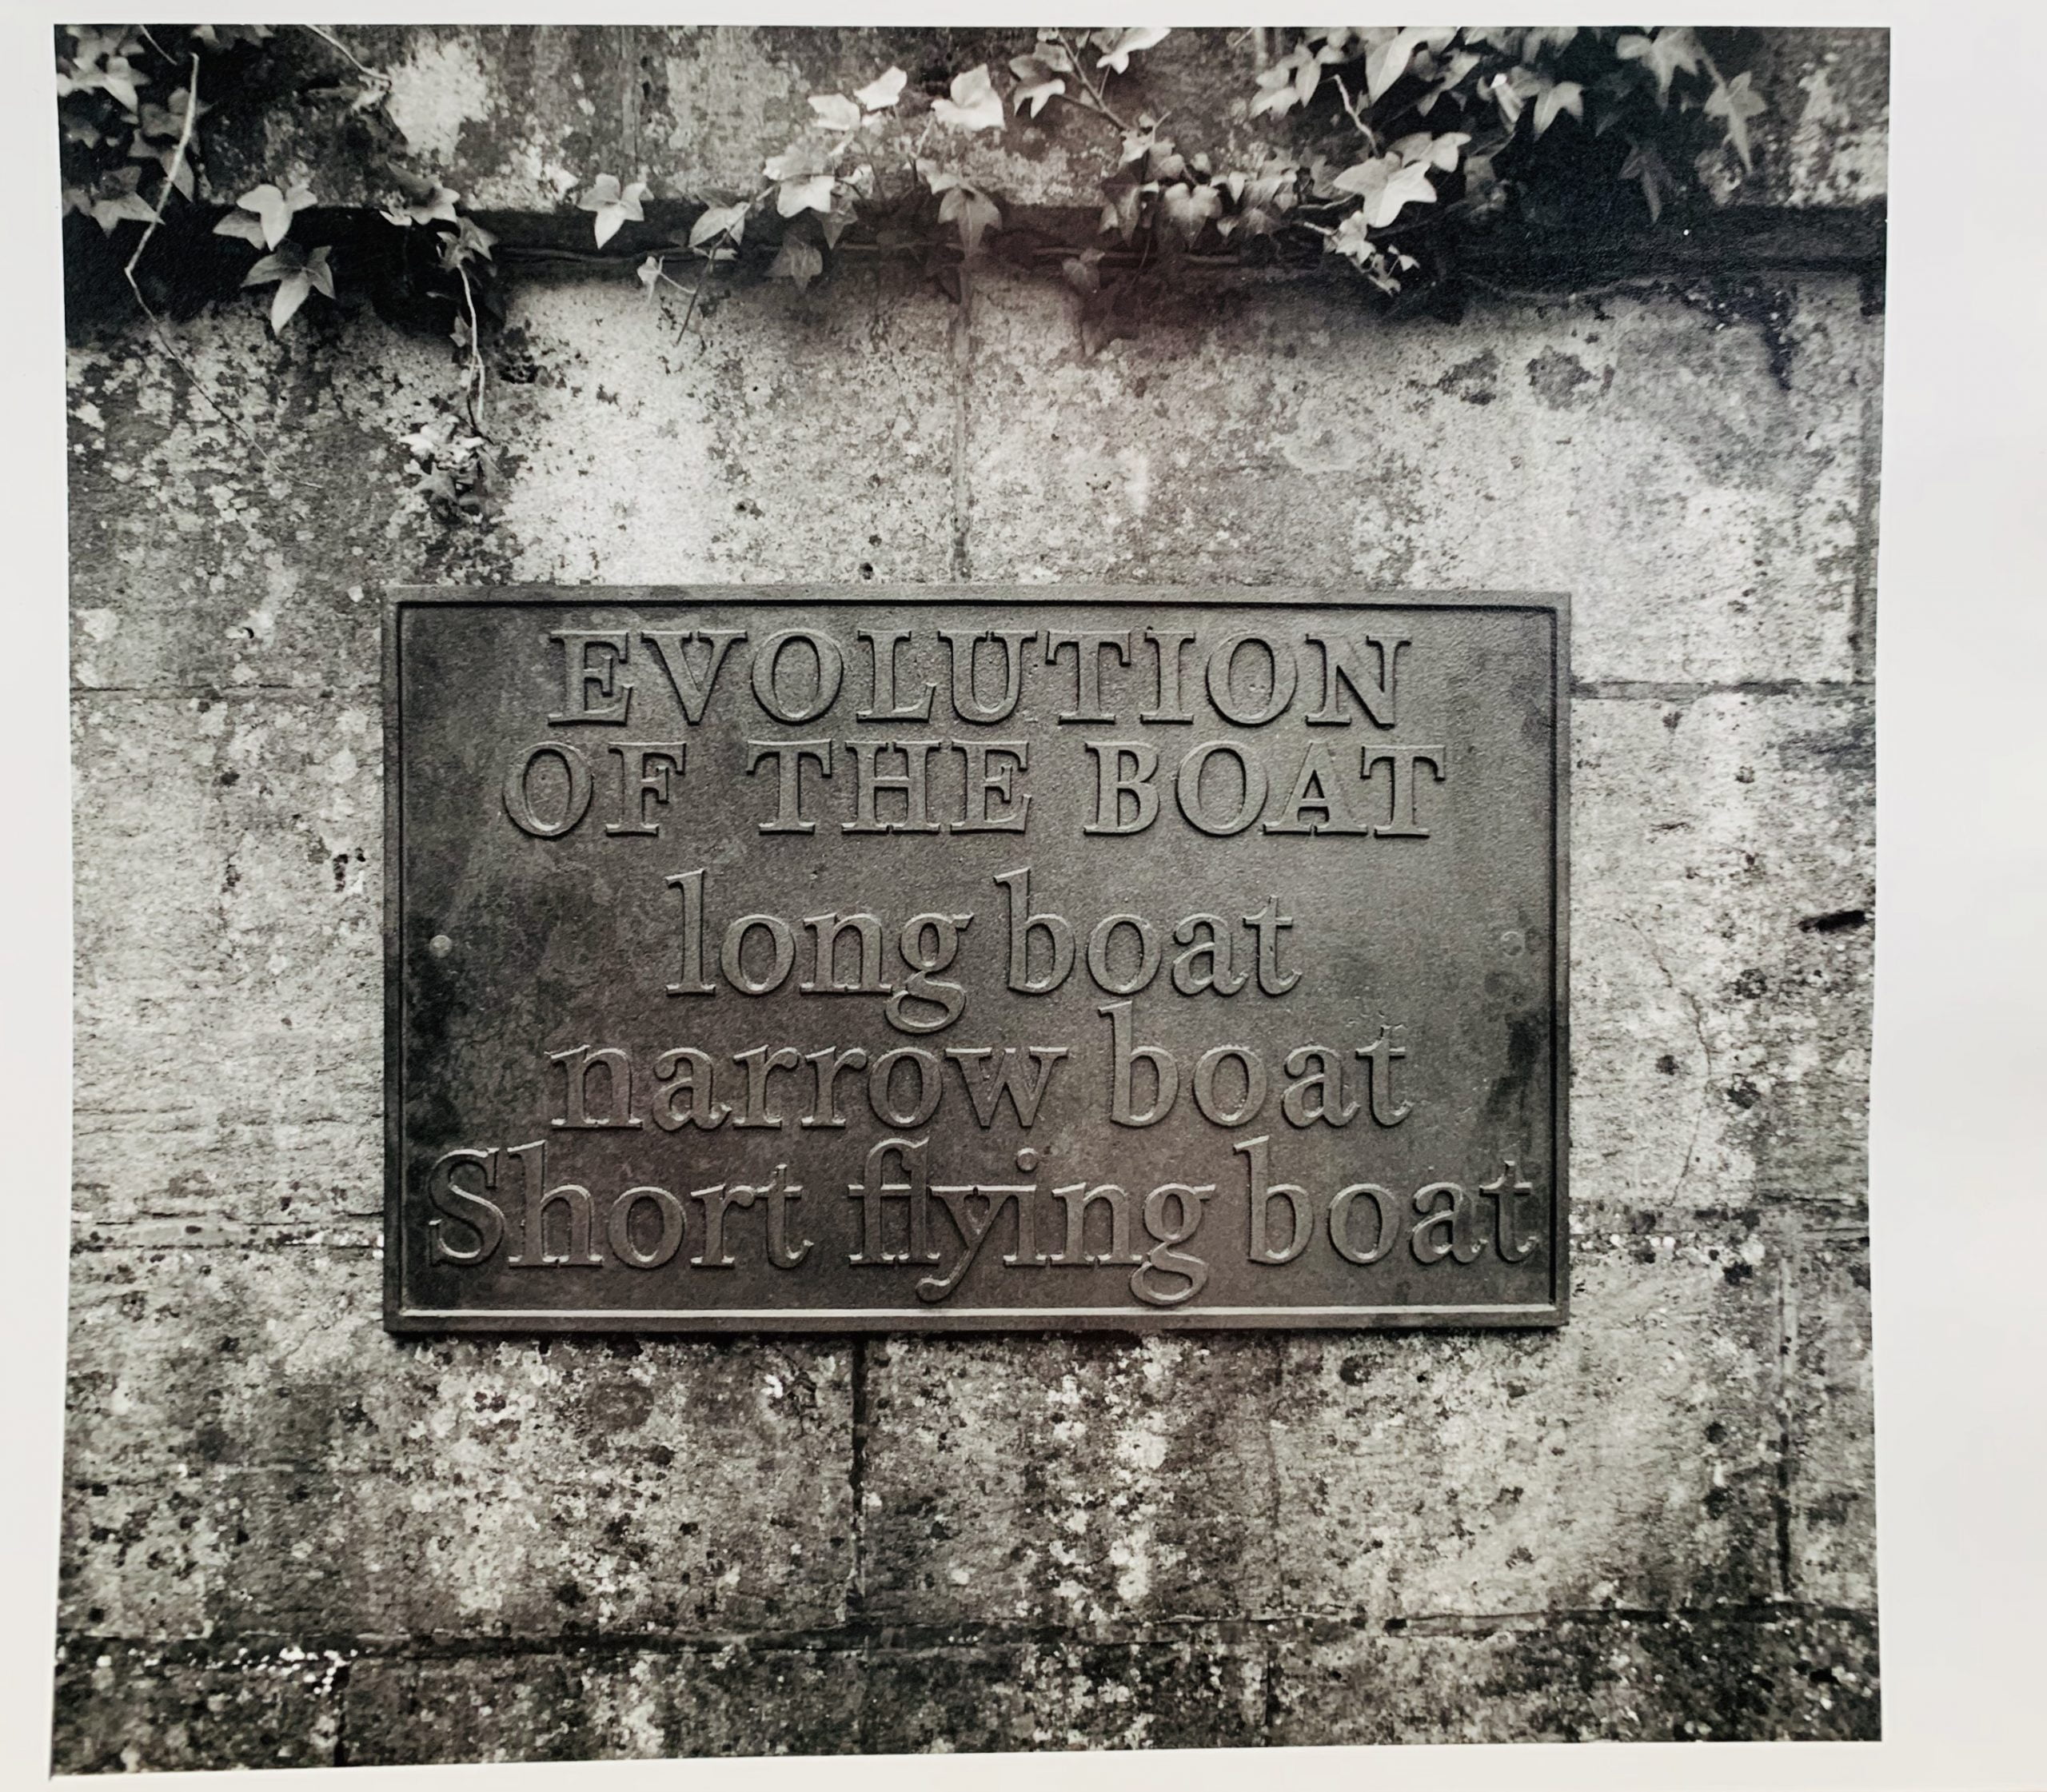 EVOLUTION
OF THE BOAT
long boat
narrow boat
Short flying boat